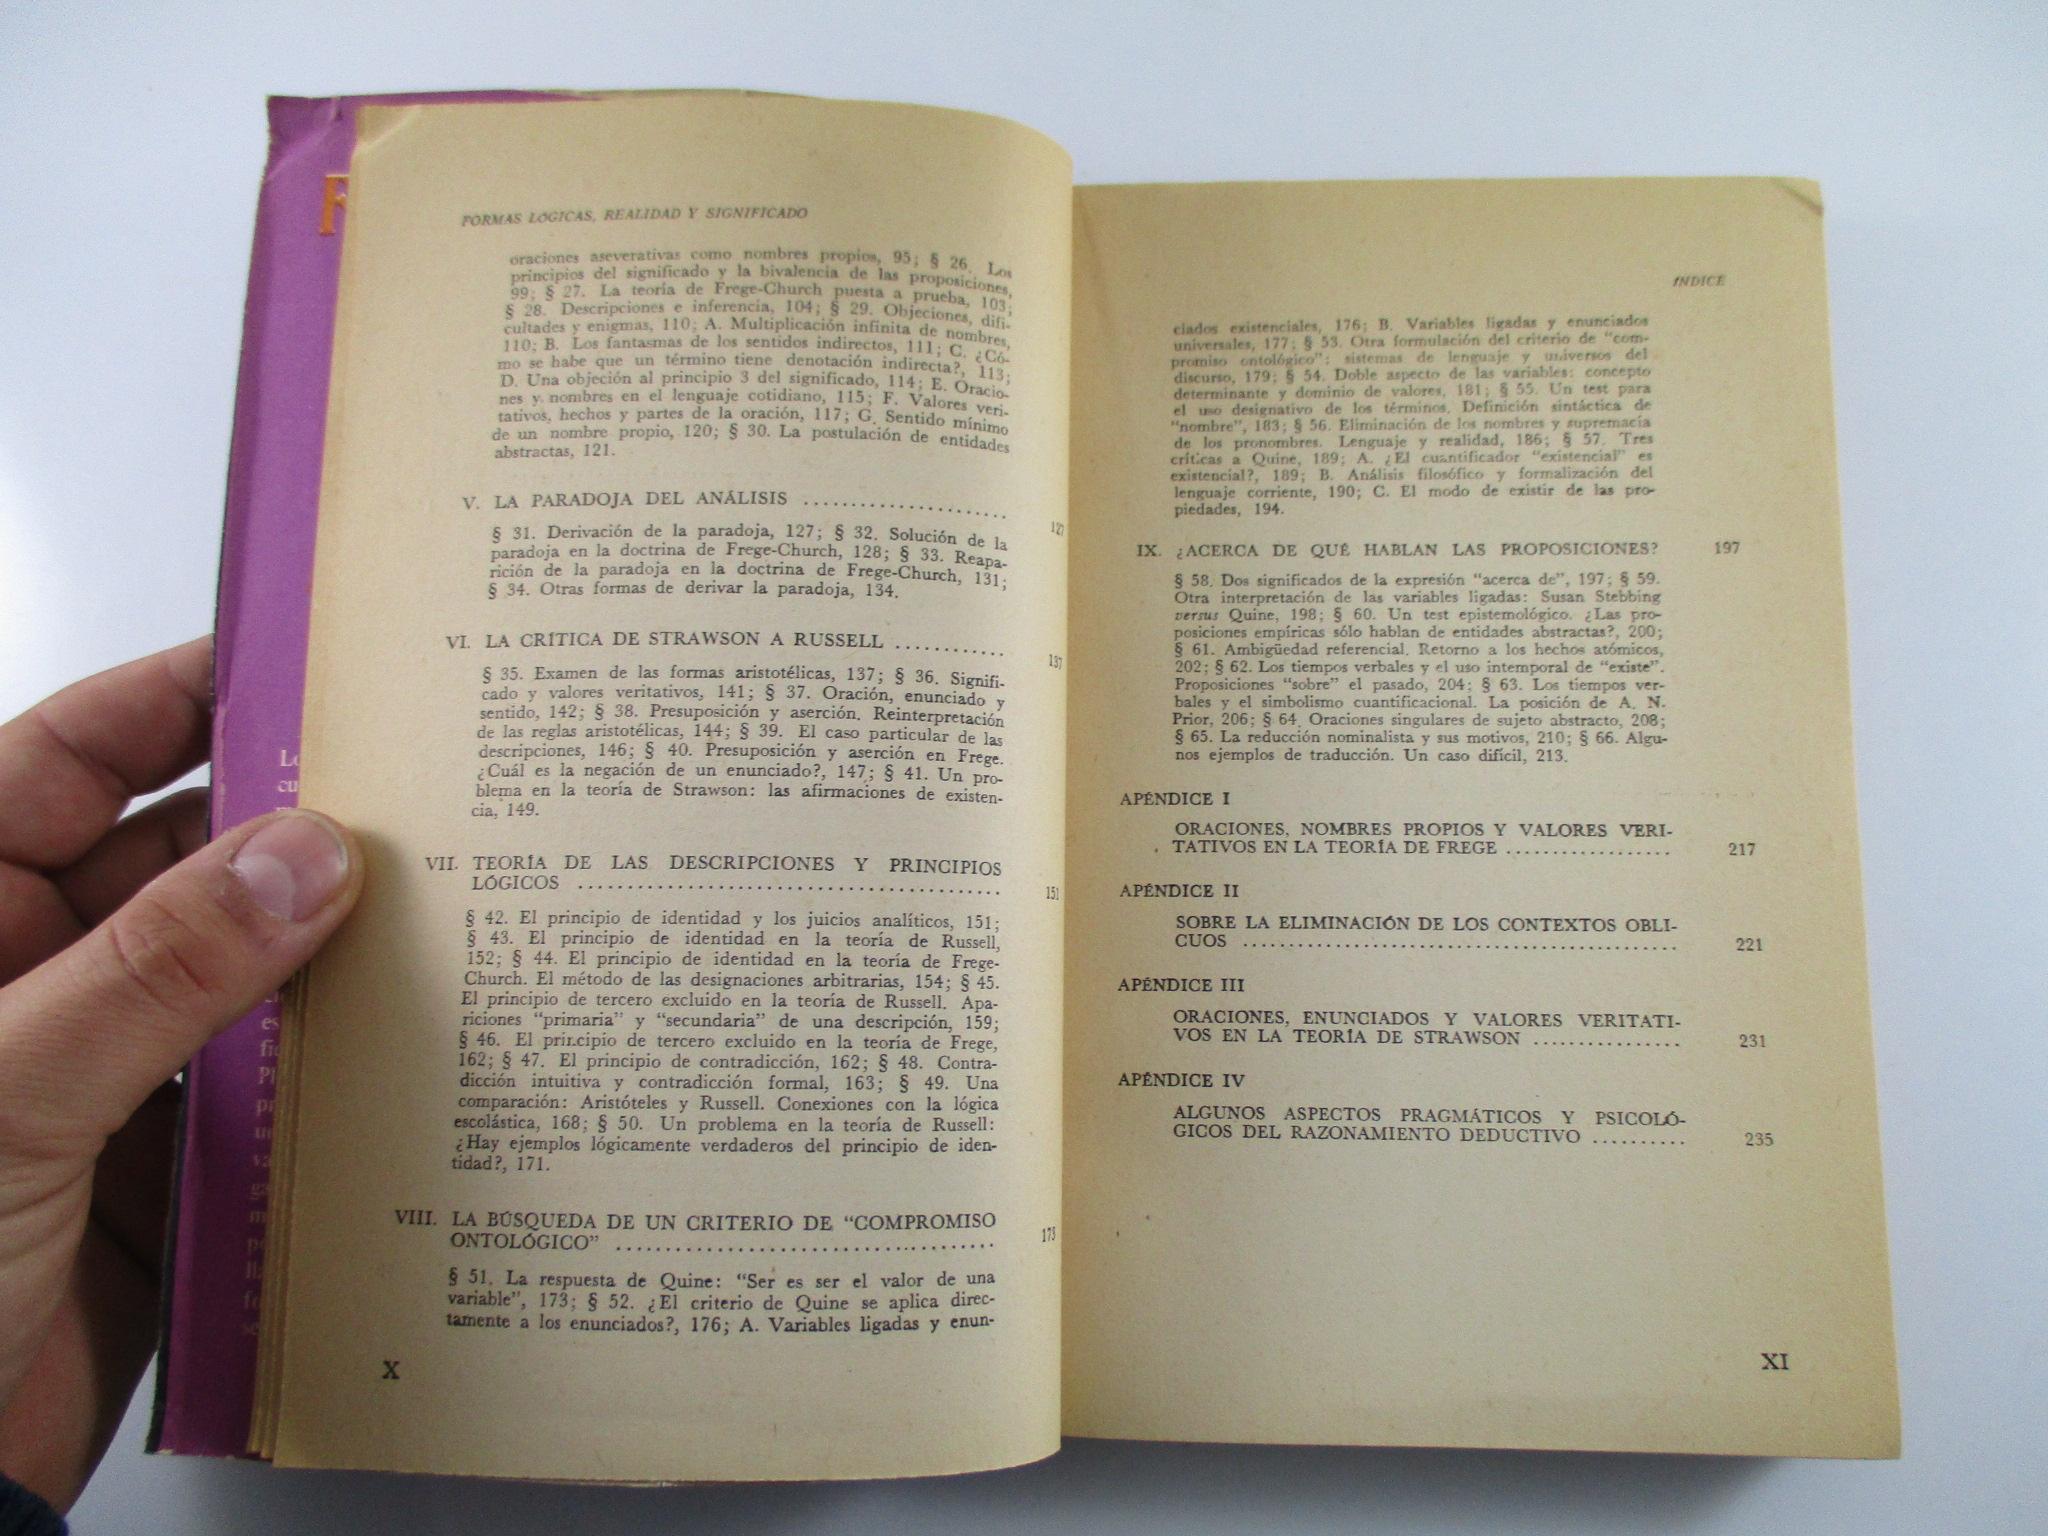 FORMAS LÓGICAS, REALIDAD Y SIGNIFICADO
oraciones aseverativas como nombres propios, 95; § 26. Los
principios del significado y la bivalencia de las proposiciones,
99; § 27. La teoría de Frege-Church puesta a prueba, 103;
§ 28. Descripciones e inferencia, 104; § 29. Objeciones, difi-
cultades y enigmas, 110; A. Multiplicación infinita de nombres,
110; B. Los fantasmas de los sentidos indirectos, 111; C. ¿Có-
mo se habe que un término tiene denotación indirecta?, 113;
D. Una objeción al principio 3 del significado, 114; E. Oracio-
nes y nombres en el lenguaje cotidiano, 115; F. Valores veri-
tativos, hechos y partes de la oración, 117; G. Sentido mínimo
de un nombre propio, 120; § 30. La postulación de entidades
abstractas, 121.
V. LA PARADOJA DEL ANÁLISIS .................... 127
§ 31. Derivación de la paradoja, 127; § 32. Solución de la
paradoja en la doctrina de Frege-Church, 128; § 33. Reapa-
rición de la paradoja en la doctrina de Frege-Church, 131;
§ 34. Otras formas de derivar la paradoja, 134.
VI. LA CRÍTICA DE STRAWSON A RUSSELL ............ 137
§ 35. Examen de las formas aristotélicas, 137; § 36. Signifi-
cado y valores veritativos, 141; § 37. Oración, enunciado y
sentido, 142; § 38. Presuposición y aserción. Reinterpretación
de las reglas aristotélicas, 144; § 39. El caso particular de las
descripciones, 146; § 40. Presuposición y aserción en Frege.
¿Cuál es la negación de un enunciado?, 147; § 41. Un pro-
blema en la teoría de Strawson: las afirmaciones de existen-
cia, 149.
VII. TEORÍA DE LAS DESCRIPCIONES Y PRINCIPIOS
LÓGICOS .......................................... 151
§ 42. El principio de identidad y los juicios analíticos, 151;
§ 43. El principio de identidad en la teoría de Russell,
152; § 44. El principio de identidad en la teoría de Frege-
Church. El método de las designaciones arbitrarias, 154; § 45.
El principio de tercero excluido en la teoría de Russell. Apa-
riciones “primaria” y “secundaria” de una descripción, 159;
§ 46. El principio de tercero excluido en la teoría de Frege,
162; § 47. El principio de contradicción, 162; § 48. Contra-
dicción intuitiva y contradicción formal, 163; § 49. Una
comparación: Aristóteles y Russell. Conexiones con la lógica
escolástica, 168; § 50. Un problema en la teoría de Russell:
¿Hay ejemplos lógicamente verdaderos del principio de iden-
tidad?, 171.
VIII. LA BÚSQUEDA DE UN CRITERIO DE “COMPROMISO
ONTOLÓGICO” ..................................... 173
§ 51. La respuesta de Quine: “Ser es ser el valor de una
variable”, 173; § 52. ¿El criterio de Quine se aplica direc-
tamente a los enunciados?, 176; A. Variables ligadas y enun-
X
ÍNDICE
ciados existenciales, 176; B. Variables ligadas y enunciados
universales, 177; § 53. Otra formulación del criterio de “com-
promiso ontológico”: sistemas de lenguaje y universos del
discurso, 179; § 54. Doble aspecto de las variables: concepto
determinante y dominio de valores, 181; § 55. Un test para
el uso designativo de los términos. Definición sintáctica de
“nombre”, 183; § 56. Eliminación de los nombres y supremacía
de los pronombres. Lenguaje y realidad, 186; § 57. Tres
críticas a Quine, 189; A. ¿El cuantificador “existencial” es
existencial?, 189; B. Análisis filosófico y formalización del
lenguaje corriente, 190; C. El modo de existir de las pro-
piedades, 194.
IX. ¿ACERCA DE QUÉ HABLAN LAS PROPOSICIONES? 197
§ 58. Dos significados de la expresión “acerca de”, 197; § 59.
Otra interpretación de las variables ligadas: Susan Stebbing
versus Quine, 198; § 60. Un test epistemológico. ¿Las pro-
posiciones empíricas sólo hablan de entidades abstractas?, 200;
§ 61. Ambigüedad referencial. Retorno a los hechos atómicos,
202; § 62. Los tiempos verbales y el uso intemporal de “existe”.
Proposiciones “sobre” el pasado, 204; § 63. Los tiempos ver-
bales y el simbolismo cuantificacional. La posición de A. N.
Prior, 206; § 64. Oraciones singulares de sujeto abstracto, 208;
§ 65. La reducción nominalista y sus motivos, 210; § 66. Algu-
nos ejemplos de traducción. Un caso difícil, 213.
APÉNDICE I
ORACIONES, NOMBRES PROPIOS Y VALORES VERI-
TATIVOS EN LA TEORÍA DE FREGE ................. 217
APÉNDICE II
SOBRE LA ELIMINACIÓN DE LOS CONTEXTOS OBLI-
CUOS ............................................ 221
APÉNDICE III
ORACIONES, ENUNCIADOS Y VALORES VERITATI-
VOS EN LA TEORÍA DE STRAWSON ................ 231
APÉNDICE IV
ALGUNOS ASPECTOS PRAGMÁTICOS Y PSICOLÓ-
GICOS DEL RAZONAMIENTO DEDUCTIVO .......... 235
XI